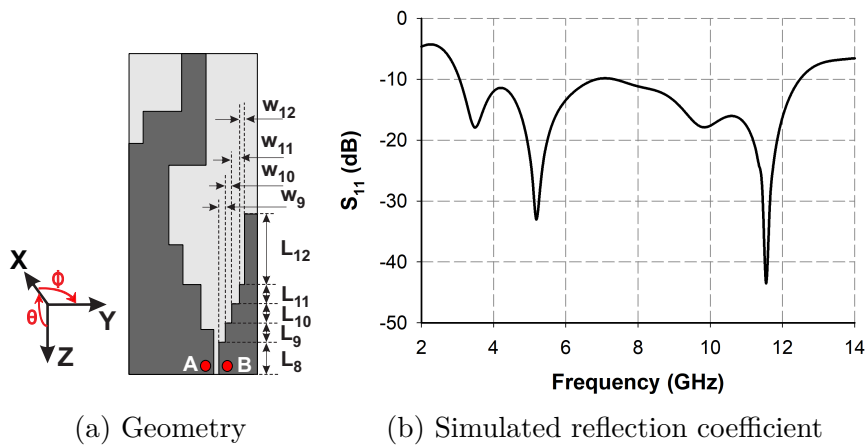 w12
w11
w10
w9
L12
L11
L10
L9
L8
A
B
X
ϕ
θ
Y
Z
(a) Geometry
0
-10
-20
-30
-40
-50
S11 (dB)
2 4 6 8 10 12 14
Frequency (GHz)
(b) Simulated reflection coefficient